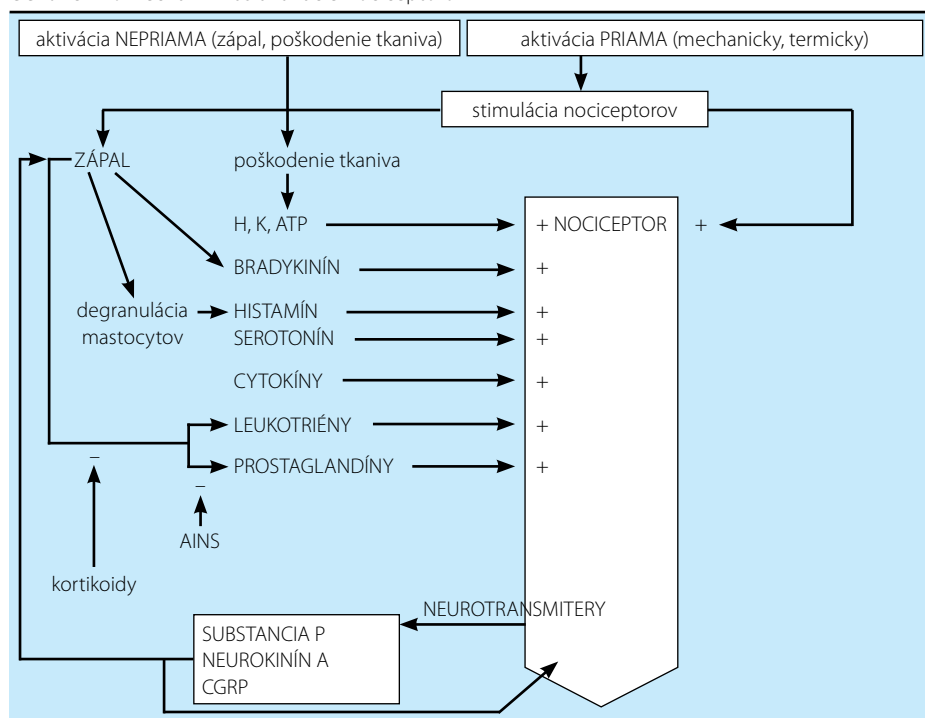 aktivácia NEPRIAMA (zápal, poškodenie tkaniva)
aktivácia PRIAMA (mechanicky, termicky)
stimulácia nociceptorov
ZÁPAL
poškodenie tkaniva
H, K, ATP
+ NOCICEPTOR
+
BRADYKINÍN
+
degranulácia
mastocytov
HISTAMÍN
+
SEROTONÍN
+
CYTOKÍNY
+
LEUKOTRIÉNY
+
PROSTAGLANDÍNY
+
–
–
AINS
kortikoidy
NEUROTRANSMITERY
SUBSTANCIA P
NEUROKINÍN A
CGRP